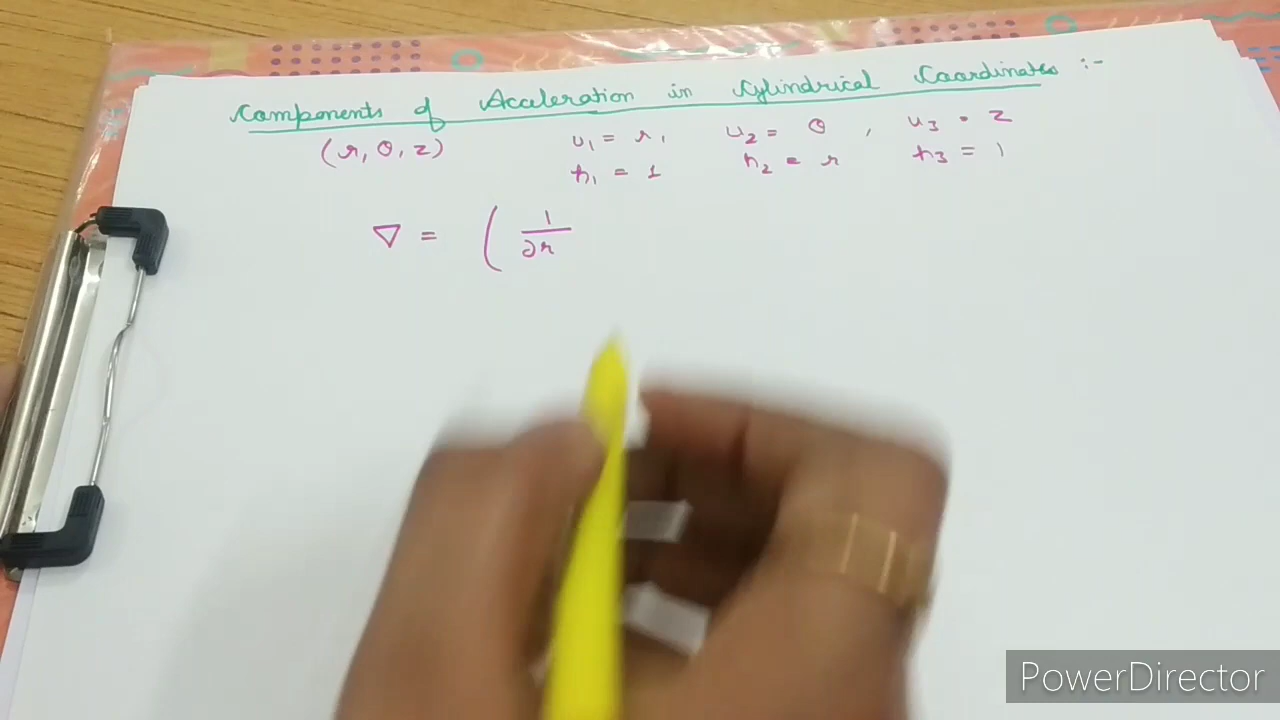 Components of Acceleration in Cylindrical Coordinates :-
(r, θ, z) u₁ = r, u₂ = θ, u₃ = z
h₁ = 1 h₂ = r h₃ = 1
∇ = ( 1/∂r
PowerDirector